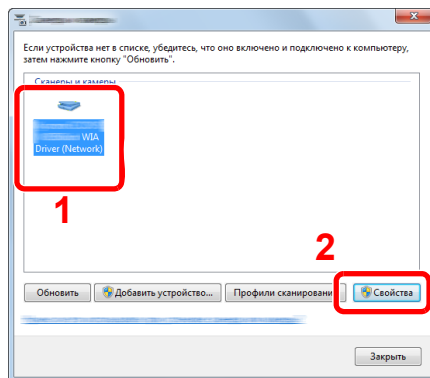 Если устройства нет в списке, убедитесь, что оно включено и подключено к компьютеру,
затем нажмите кнопку "Обновить".
Сканеры и камеры
WIA
Driver (Network)
1
2
Обновить
Добавить устройство...
Профили сканирования
Свойства
Закрыть